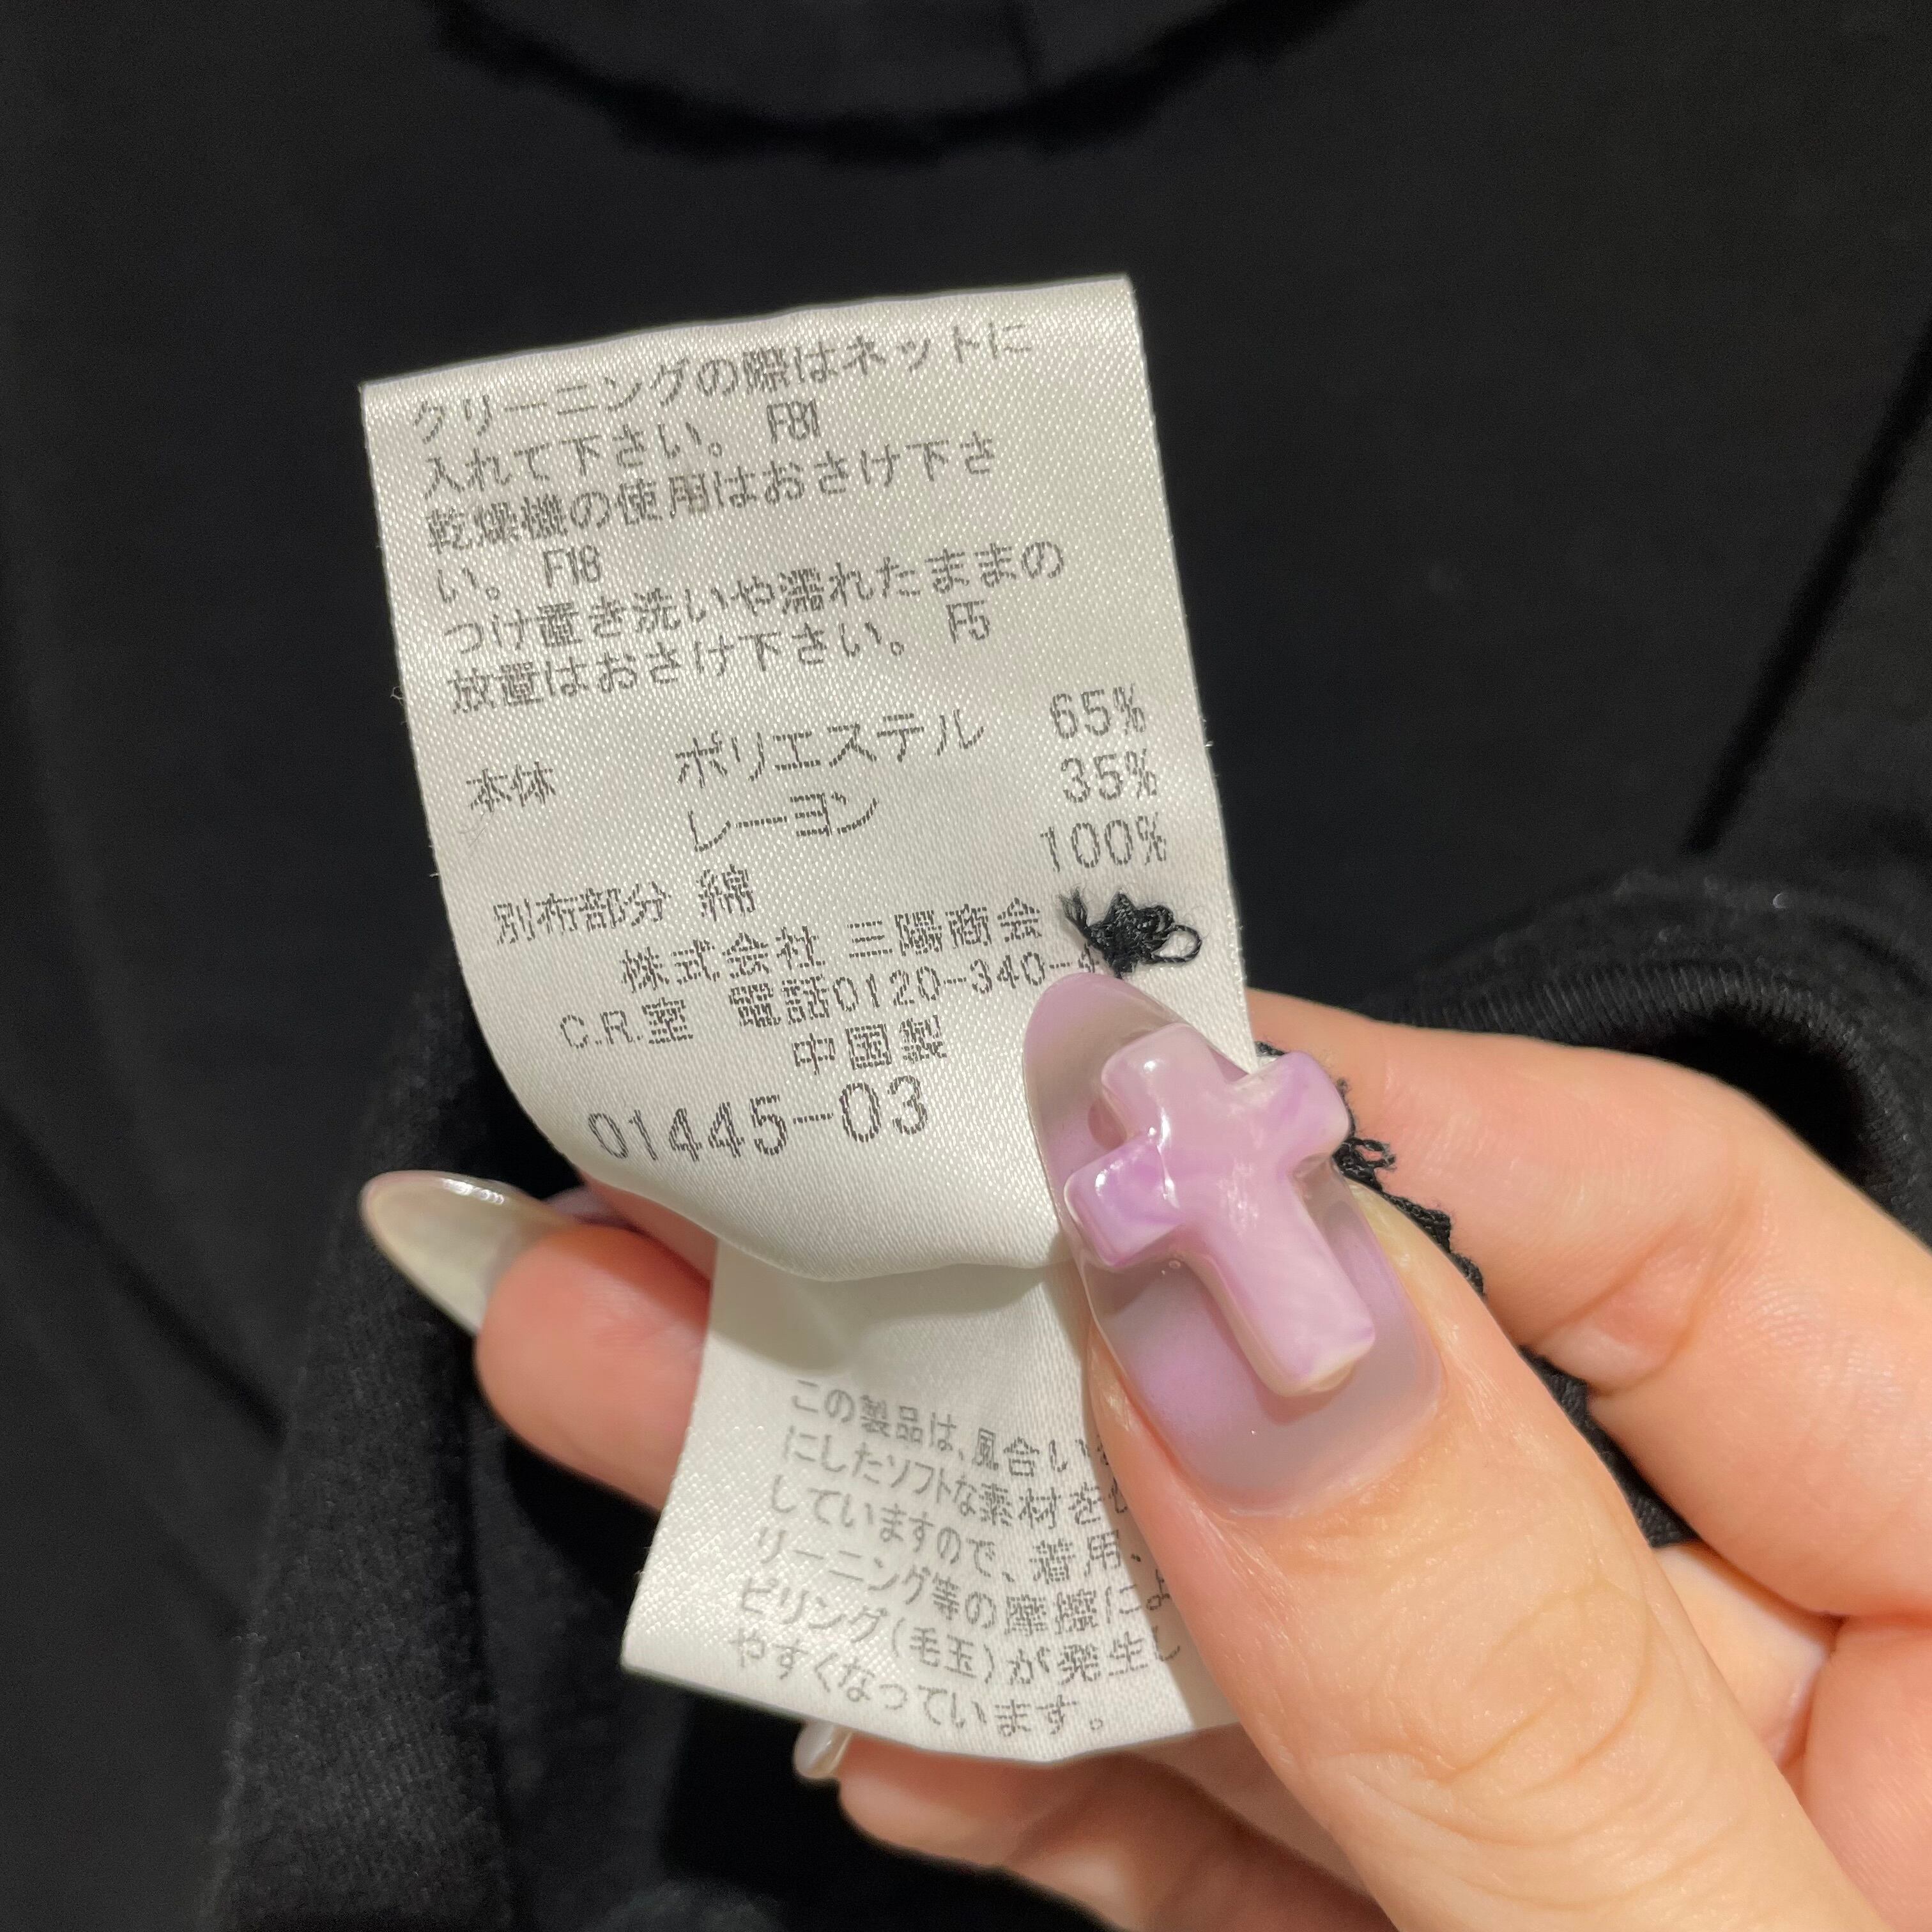 クリーニングの際はネットに
入れて下さい。 F81
乾燥機の使用はおさけ下さ
い。 F18
つけ置き洗いや濡れたままの
放置はおさけ下さい。 F5
本体 ポリエステル 65%
レーヨン 35%
別布部分 綿 100%
株式会社 三陽商会
C.R.室 電話0120-340-4
中国製
01445-03
この製品は、風合い
にしたソフトな素材を
していますので、着用・
リーニング等の摩擦によ
ピリング(毛玉)が発生し
やすくなっています。